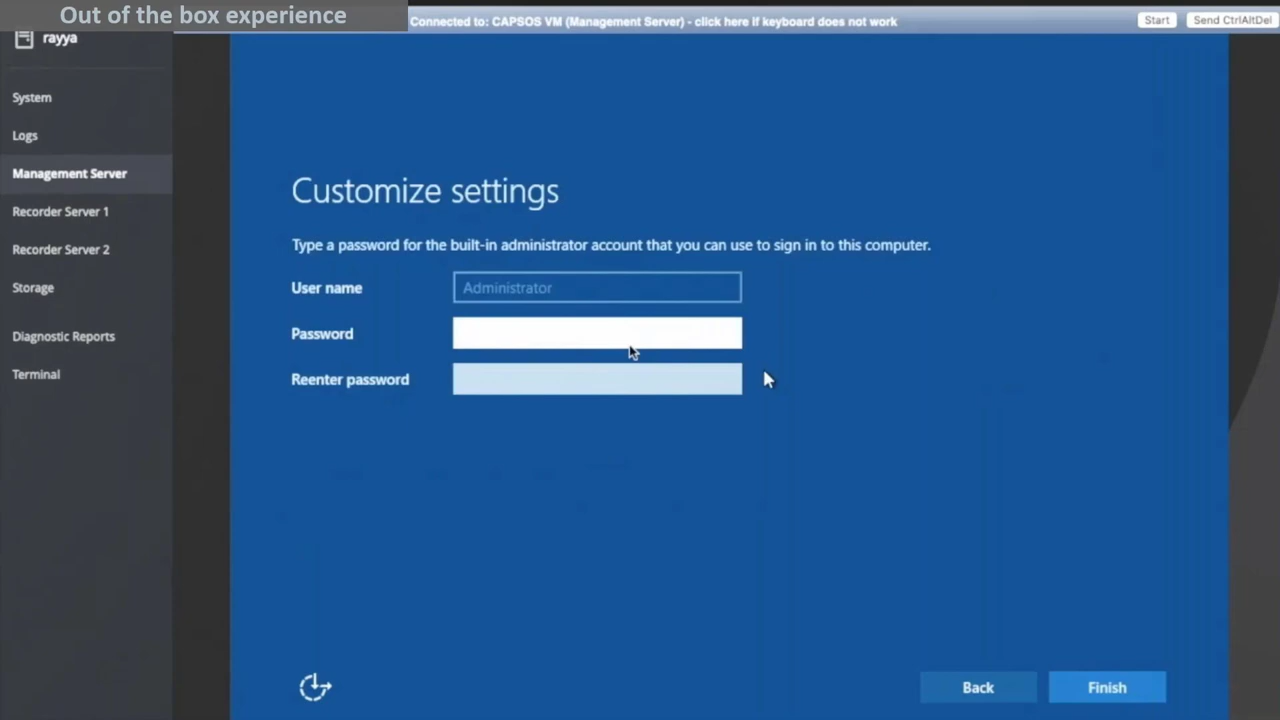 Out of the box experience
Connected to: CAPSOS VM (Management Server) - click here if keyboard does not work
Start
Send CtrlAltDel
rayya
System
Logs
Management Server
Recorder Server 1
Recorder Server 2
Storage
Diagnostic Reports
Terminal
Customize settings
Type a password for the built-in administrator account that you can use to sign in to this computer.
User name
Administrator
Password
Reenter password
Back
Finish